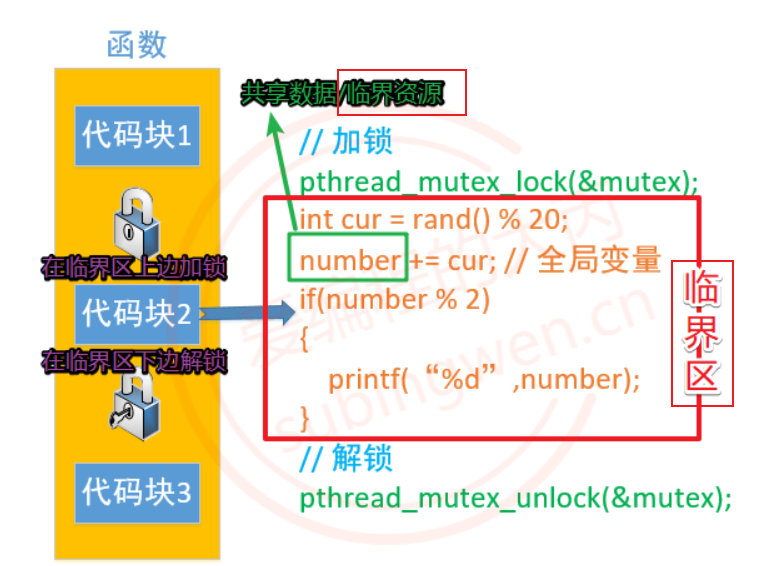 函数
共享数据/临界资源
代码块1
// 加锁
pthread_mutex_lock(&mutex);
int cur = rand() % 20;
在临界区上边加锁
number += cur; // 全局变量
代码块2
if(number % 2)
{
在临界区下边解锁
printf(“%d”,number);
}
临
界
区
// 解锁
代码块3
pthread_mutex_unlock(&mutex);
爱编程的大丙
subingwen.cn